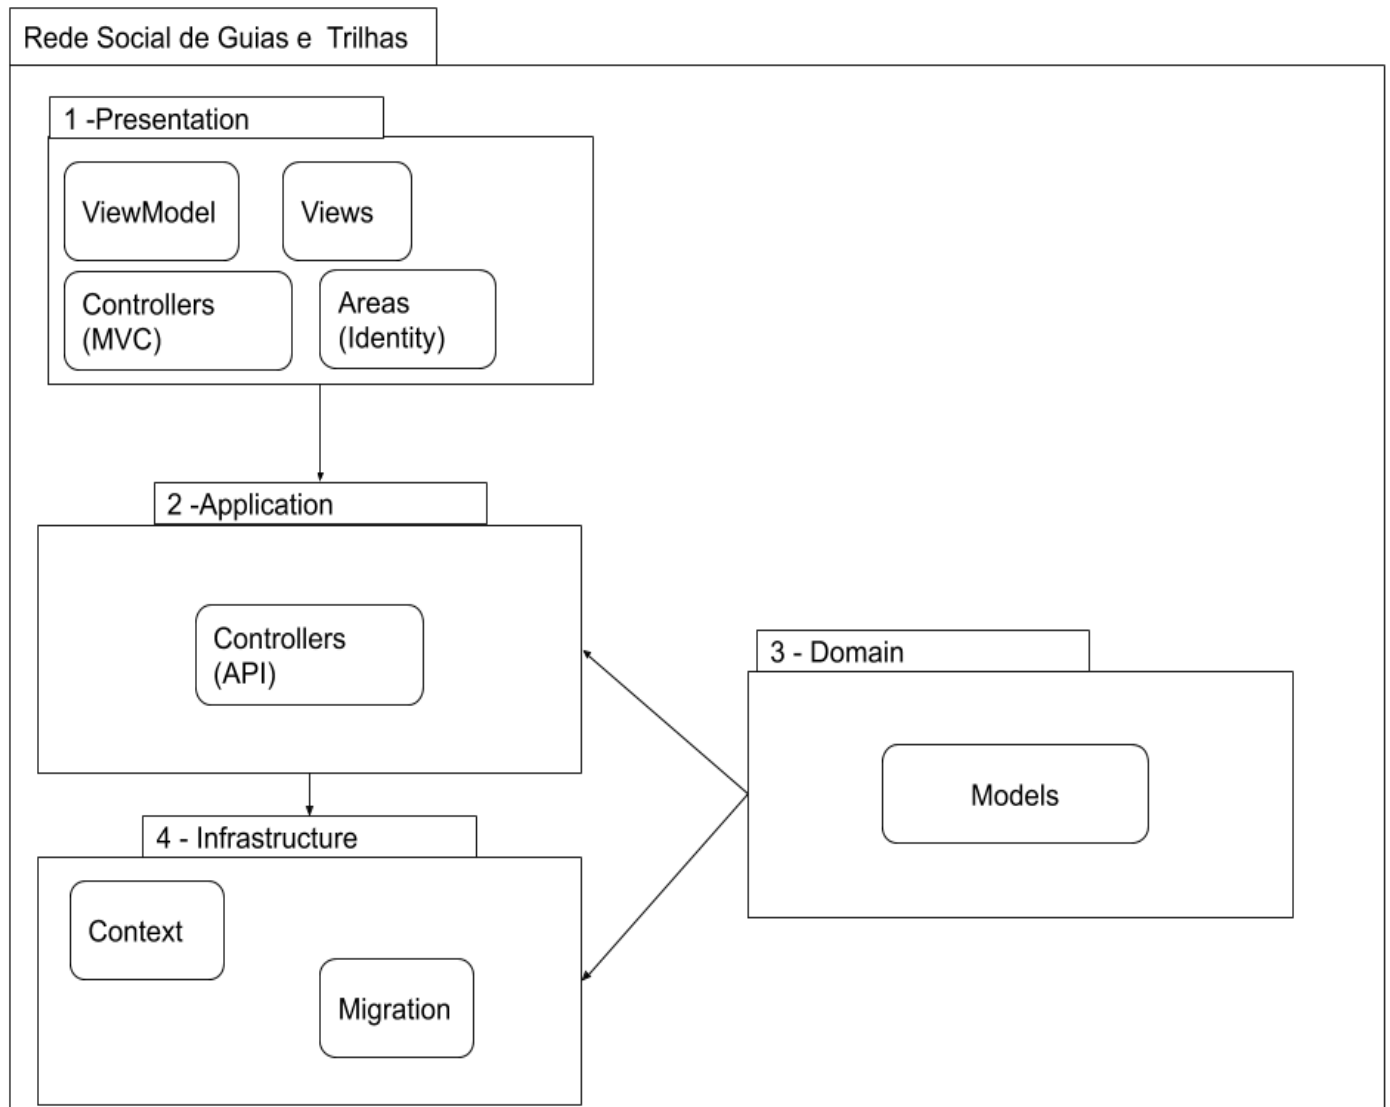 Rede Social de Guias e  Trilhas
1 -Presentation
ViewModel
Views
Controllers
(MVC)
Areas
(Identity)
2 -Application
Controllers
(API)
3 - Domain
Models
4 - Infrastructure
Context
Migration